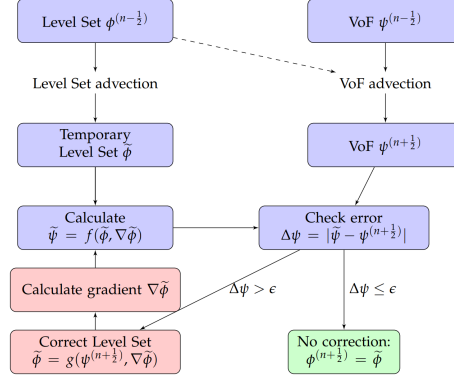 Level Set ϕ^(n−½)
VoF ψ^(n−½)
Level Set advection
VoF advection
Temporary
Level Set ϕ̃
VoF ψ^(n+½)
Calculate
ψ̃ = f(ϕ̃, ∇ϕ̃)
Check error
Δψ = |ψ̃ − ψ^(n+½)|
Calculate gradient ∇ϕ̃
Δψ > ϵ
Δψ ≤ ϵ
Correct Level Set
ϕ̃ = g(ψ^(n+½), ∇ϕ̃)
No correction:
ϕ^(n+½) = ϕ̃